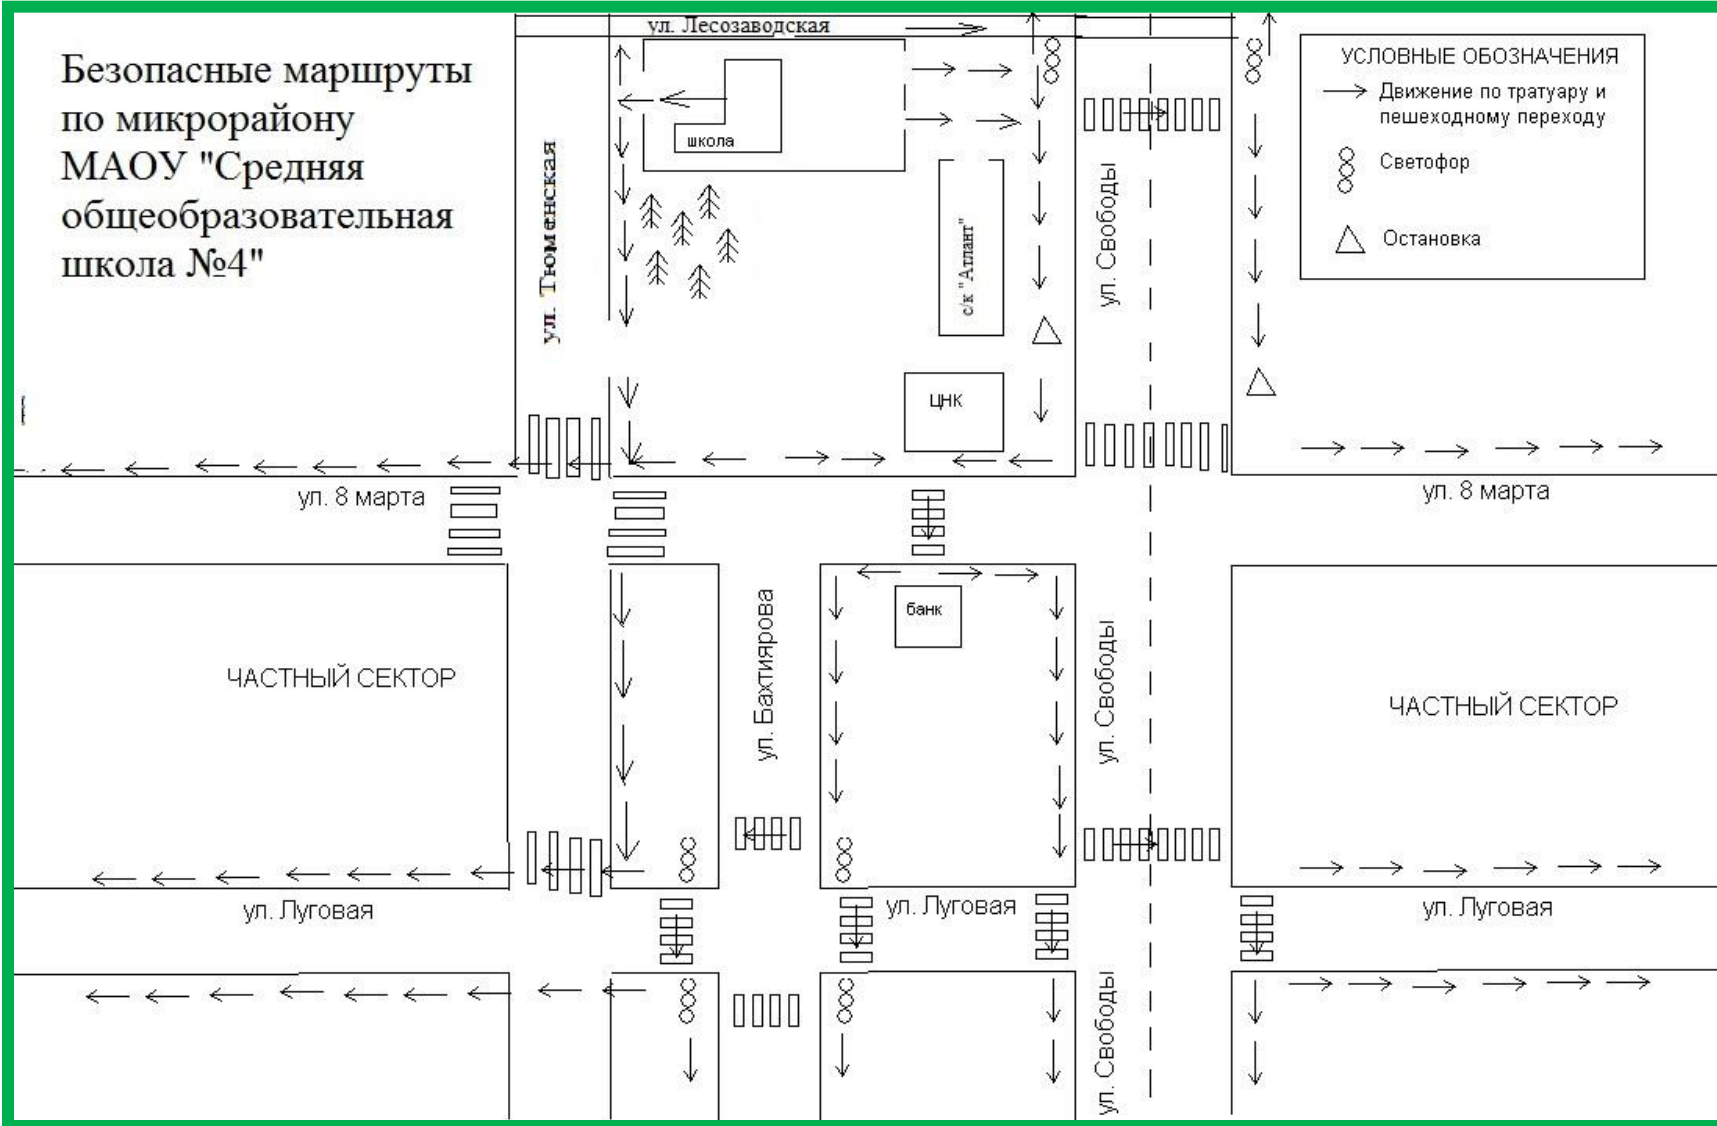 ул. Лесозаводская
Безопасные маршруты
по микрорайону
МАОУ "Средняя
общеобразовательная
школа №4"
УСЛОВНЫЕ ОБОЗНАЧЕНИЯ
Движение по тратуару и
пешеходному переходу
Светофор
Остановка
школа
ул. Тюменская
с/к "Атлант"
ул. Свободы
ЦНК
ул. 8 марта
ул. 8 марта
банк
ул. Бахтиярова
ул. Свободы
ЧАСТНЫЙ СЕКТОР
ЧАСТНЫЙ СЕКТОР
ул. Луговая
ул. Луговая
ул. Луговая
ул. Свободы